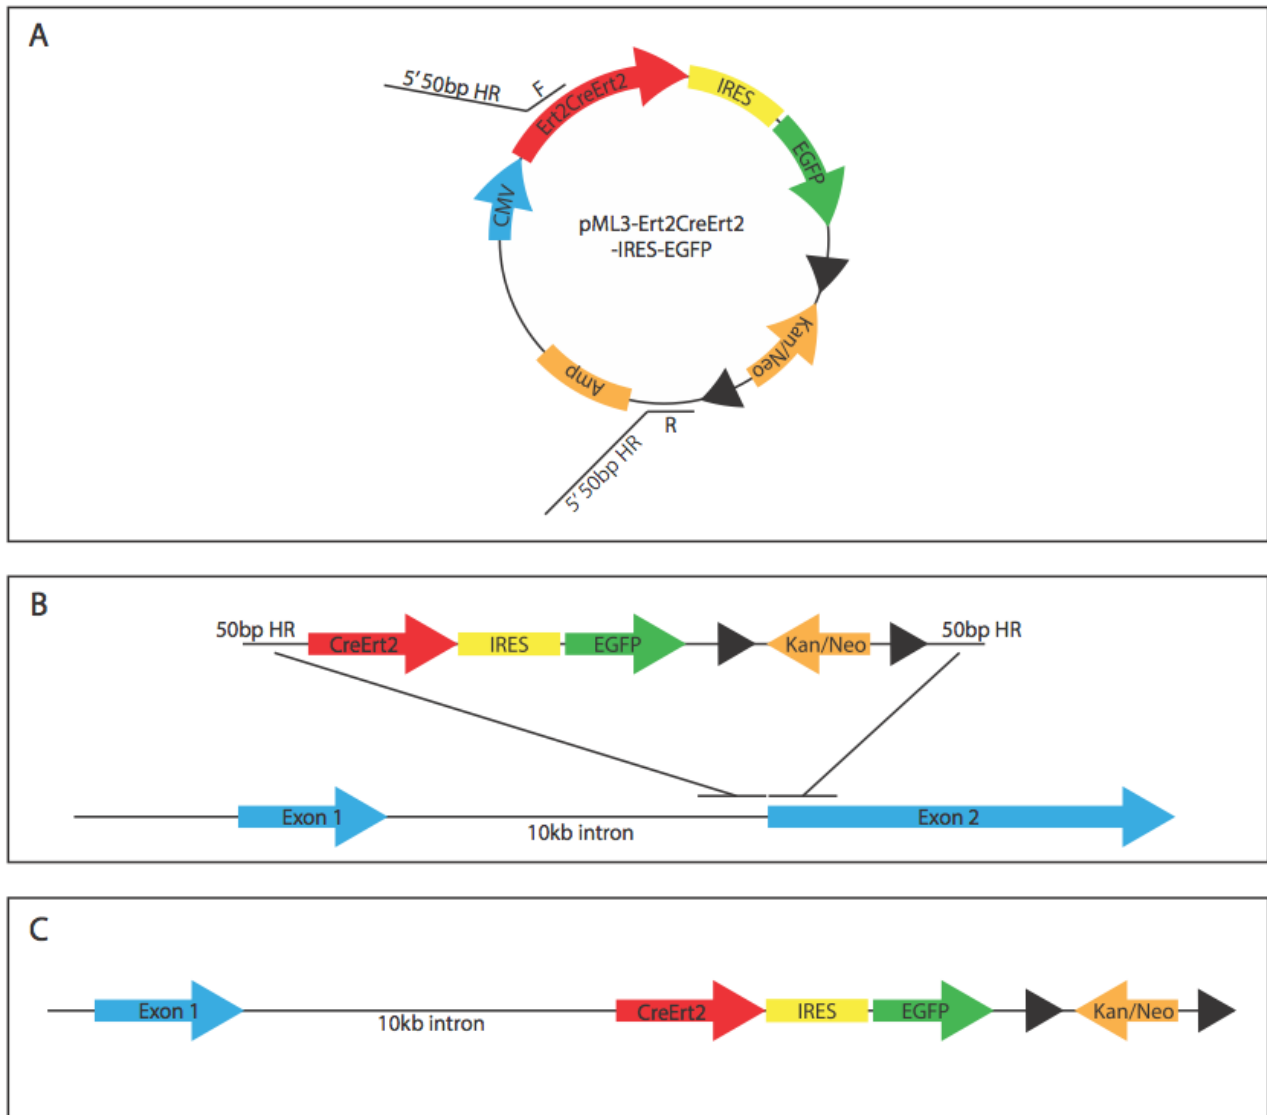 A
5' 50bp HR
F
Ert2CreErt2
IRES
EGFP
CMV
pML3-Ert2CreErt2
-IRES-EGFP
Kan/Neo
Amp
R
5' 50bp HR
B
50bp HR
CreErt2
IRES
EGFP
Kan/Neo
50bp HR
Exon 1
10kb intron
Exon 2
C
Exon 1
10kb intron
CreErt2
IRES
EGFP
Kan/Neo